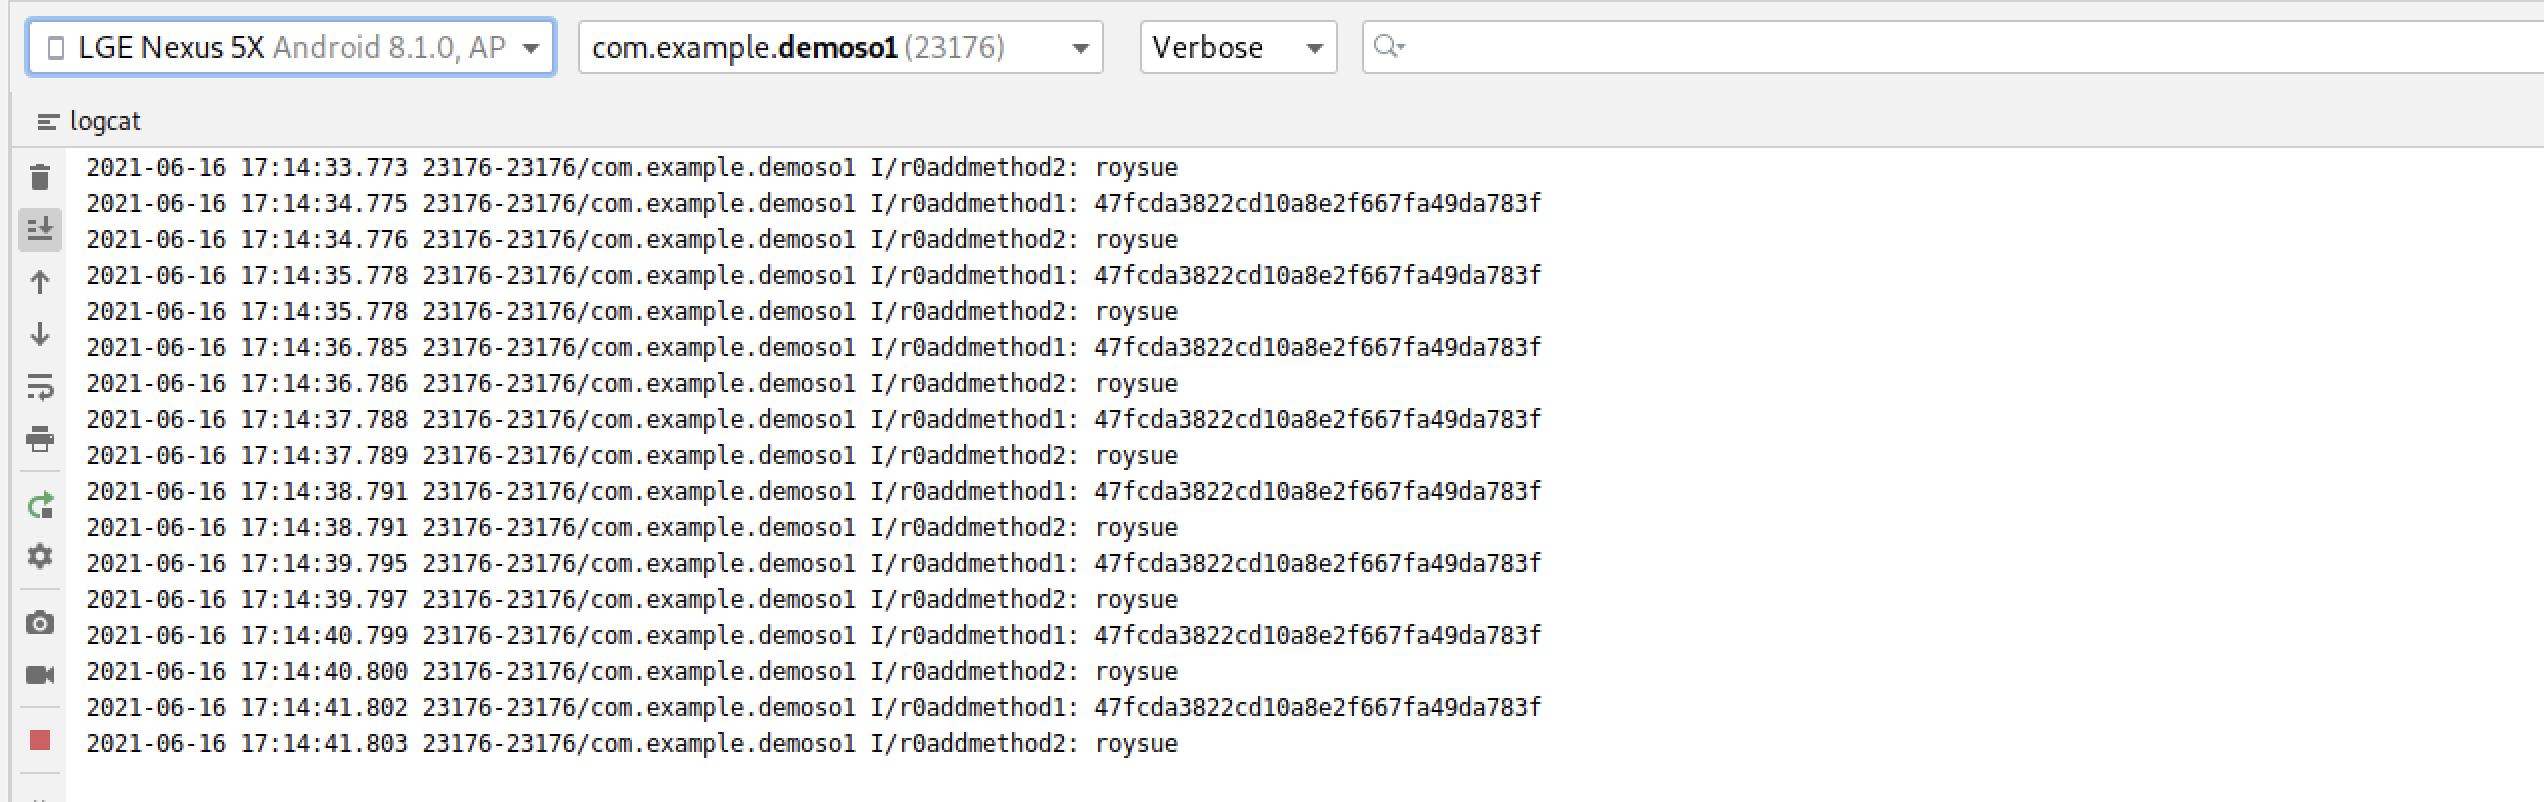 LGE Nexus 5X Android 8.1.0, AP com.example.demoso1 (23176) Verbose
logcat
2021-06-16 17:14:33.773 23176-23176/com.example.demoso1 I/r0addmethod2: roysue
2021-06-16 17:14:34.775 23176-23176/com.example.demoso1 I/r0addmethod1: 47fcda3822cd10a8e2f667fa49da783f
2021-06-16 17:14:34.776 23176-23176/com.example.demoso1 I/r0addmethod2: roysue
2021-06-16 17:14:35.778 23176-23176/com.example.demoso1 I/r0addmethod1: 47fcda3822cd10a8e2f667fa49da783f
2021-06-16 17:14:35.778 23176-23176/com.example.demoso1 I/r0addmethod2: roysue
2021-06-16 17:14:36.785 23176-23176/com.example.demoso1 I/r0addmethod1: 47fcda3822cd10a8e2f667fa49da783f
2021-06-16 17:14:36.786 23176-23176/com.example.demoso1 I/r0addmethod2: roysue
2021-06-16 17:14:37.788 23176-23176/com.example.demoso1 I/r0addmethod1: 47fcda3822cd10a8e2f667fa49da783f
2021-06-16 17:14:37.789 23176-23176/com.example.demoso1 I/r0addmethod2: roysue
2021-06-16 17:14:38.791 23176-23176/com.example.demoso1 I/r0addmethod1: 47fcda3822cd10a8e2f667fa49da783f
2021-06-16 17:14:38.791 23176-23176/com.example.demoso1 I/r0addmethod2: roysue
2021-06-16 17:14:39.795 23176-23176/com.example.demoso1 I/r0addmethod1: 47fcda3822cd10a8e2f667fa49da783f
2021-06-16 17:14:39.797 23176-23176/com.example.demoso1 I/r0addmethod2: roysue
2021-06-16 17:14:40.799 23176-23176/com.example.demoso1 I/r0addmethod1: 47fcda3822cd10a8e2f667fa49da783f
2021-06-16 17:14:40.800 23176-23176/com.example.demoso1 I/r0addmethod2: roysue
2021-06-16 17:14:41.802 23176-23176/com.example.demoso1 I/r0addmethod1: 47fcda3822cd10a8e2f667fa49da783f
2021-06-16 17:14:41.803 23176-23176/com.example.demoso1 I/r0addmethod2: roysue